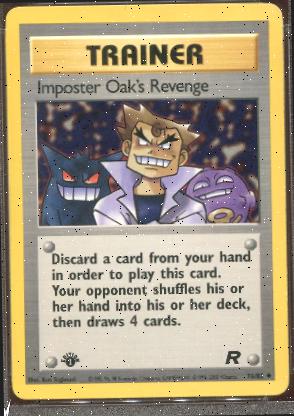 TRAINER
Imposter Oak's Revenge
Discard a card from your hand
in order to play this card.
Your opponent shuffles his or
her hand into his or her deck,
then draws 4 cards.
1
R